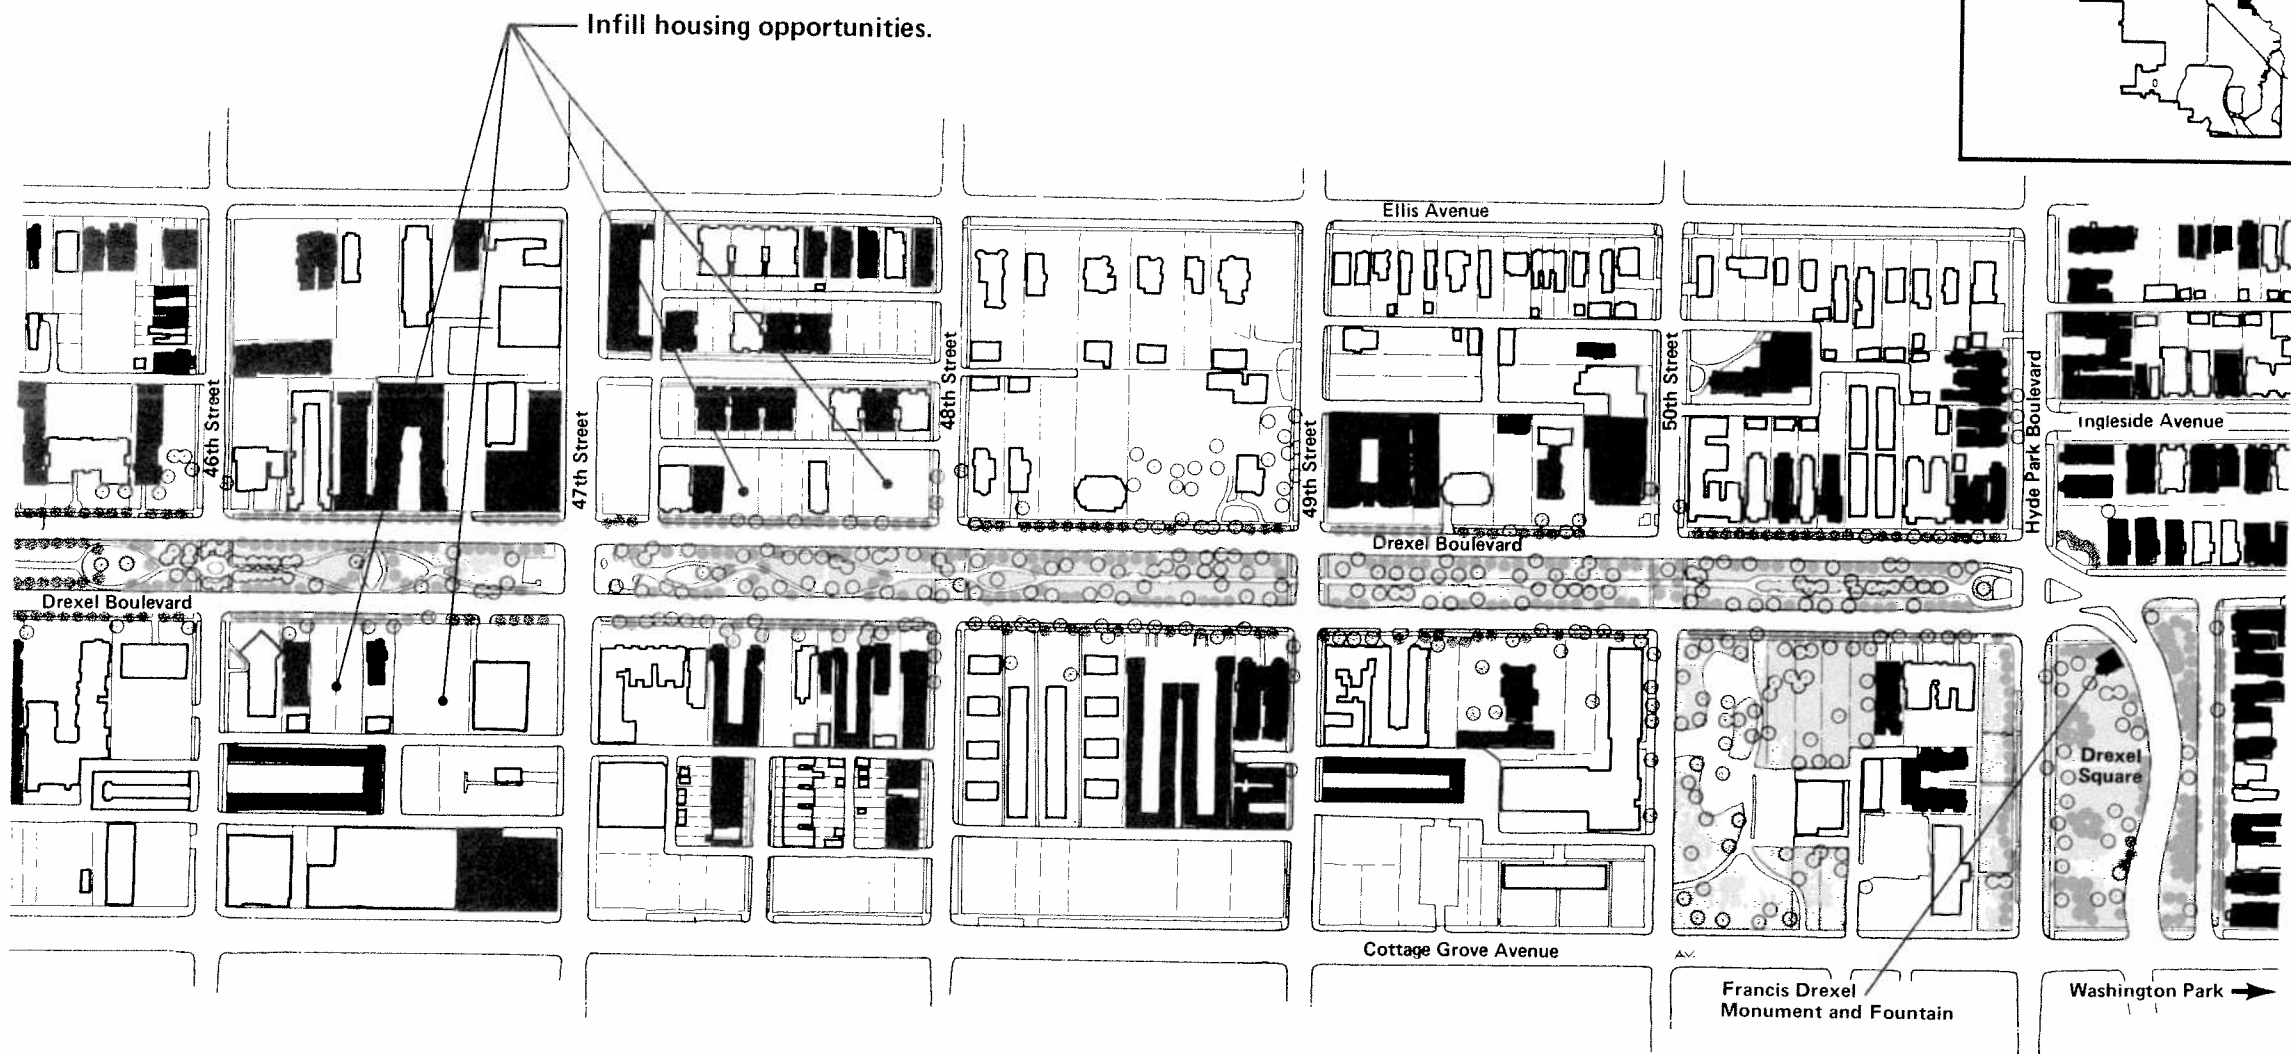 Infill housing opportunities.
Ellis Avenue
46th Street
47th Street
48th Street
49th Street
50th Street
Hyde Park Boulevard
Ingleside Avenue
Drexel Boulevard
Drexel Boulevard
Drexel
Square
Cottage Grove Avenue
AV.
Francis Drexel
Monument and Fountain
Washington Park